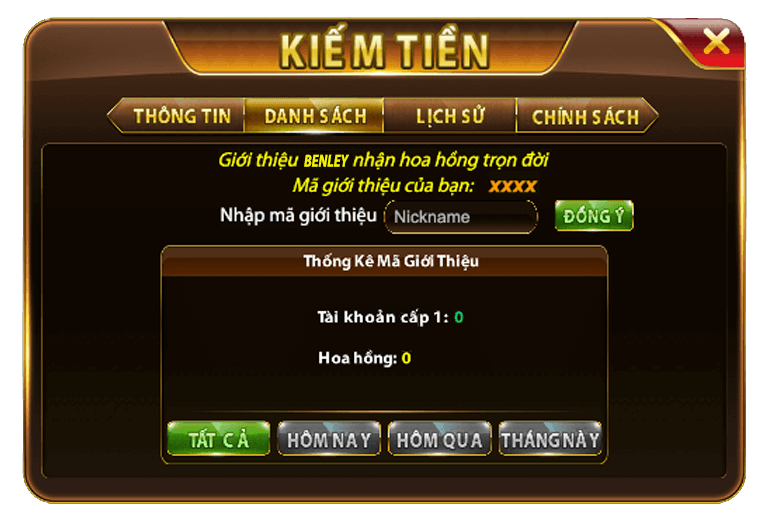 KIẾM TIỀN
THÔNG TIN DANH SÁCH LỊCH SỬ CHÍNH SÁCH
Giới thiệu BENLEY nhận hoa hồng trọn đời
Mã giới thiệu của bạn: XXXX
Nhập mã giới thiệu Nickname ĐỒNG Ý
Thống Kê Mã Giới Thiệu
Tài khoản cấp 1: 0
Hoa hồng: 0
TẤT CẢ HÔM NAY HÔM QUA THÁNG NÀY